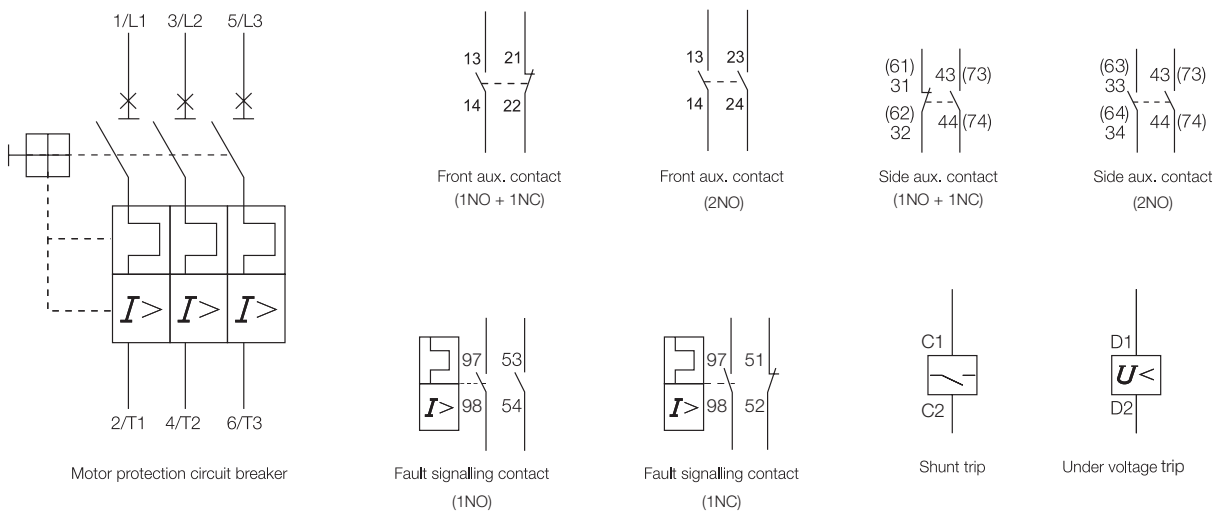 1/L1 3/L2 5/L3
2/T1 4/T2 6/T3
Motor protection circuit breaker
I> I> I>
13 21
14 22
Front aux. contact
(1NO + 1NC)
13 23
14 24
Front aux. contact
(2NO)
(61) 43 (73)
31
(62) 44 (74)
32
Side aux. contact
(1NO + 1NC)
(63) 43 (73)
33
(64) 44 (74)
34
Side aux. contact
(2NO)
97 53
I> 98 54
Fault signalling contact
(1NO)
97 51
I> 98 52
Fault signalling contact
(1NC)
C1
C2
Shunt trip
D1
U<
D2
Under voltage trip